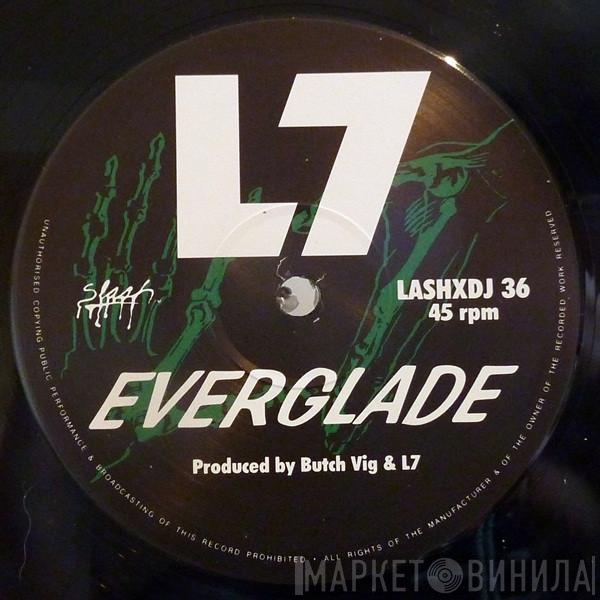 L7
Slash
LASHXDJ 36
45 rpm
EVERGLADE
Produced by Butch Vig & L7
UNAUTHORISED COPYING PUBLIC PERFORMANCE & BROADCASTING OF THIS RECORD PROHIBITED · ALL RIGHTS OF THE MANUFACTURER & OF THE OWNER OF THE RECORDED WORK RESERVED
МАРКЕТ ВИНИЛА